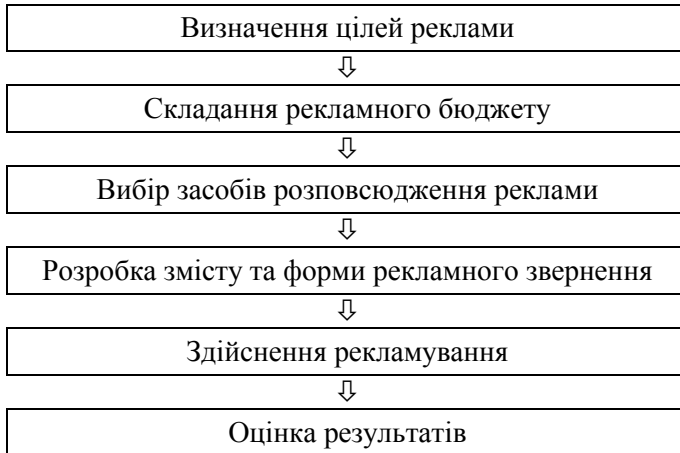 Визначення цілей реклами
⇩
Складання рекламного бюджету
⇩
Вибір засобів розповсюдження реклами
⇩
Розробка змісту та форми рекламного звернення
⇩
Здійснення рекламування
⇩
Оцінка результатів